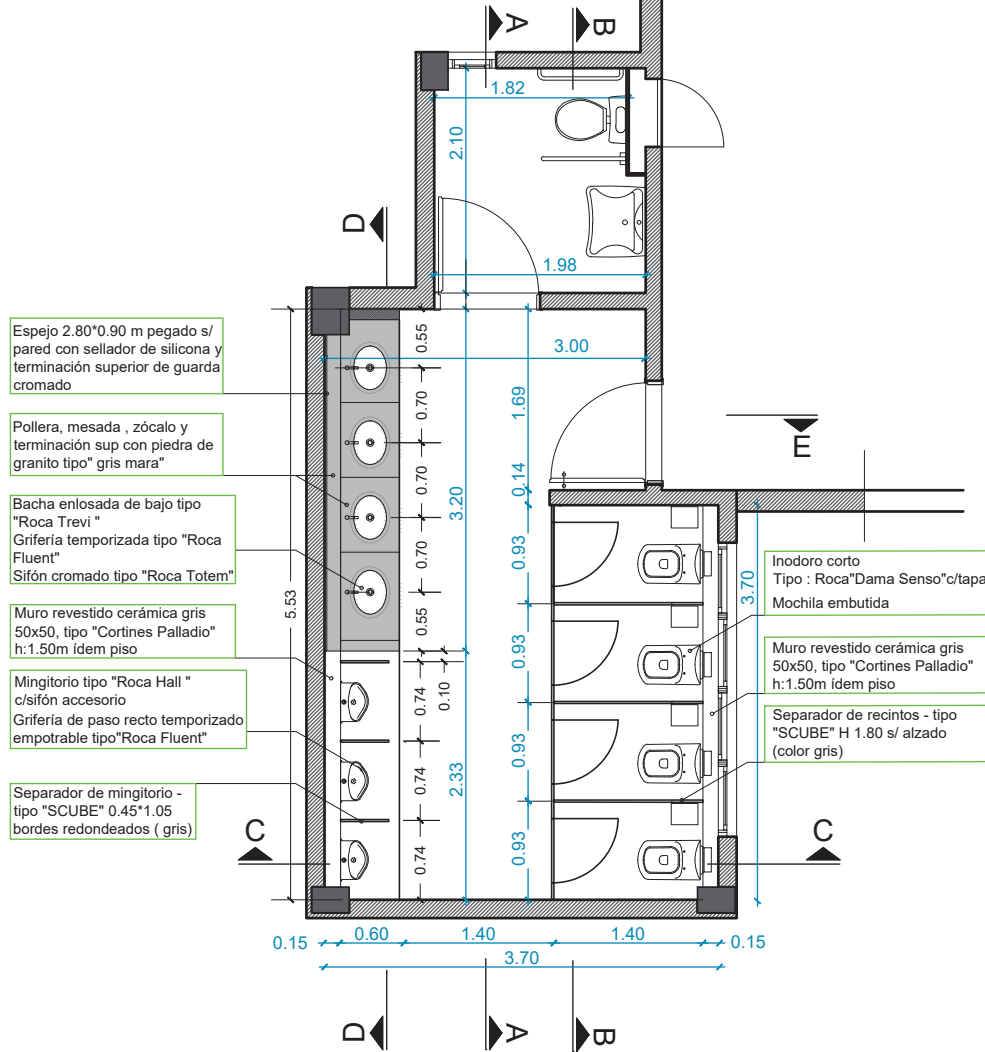 A
B
1.82
2.10
D
1.98
Espejo 2.80*0.90 m pegado s/
pared con sellador de silicona y
terminación superior de guarda
cromado
Pollera, mesada , zócalo y
terminación sup con piedra de
granito tipo" gris mara"
Bacha enlosada de bajo tipo
"Roca Trevi "
Grifería temporizada tipo "Roca
Fluent"
Sifón cromado tipo "Roca Totem"
Muro revestido cerámica gris
50x50, tipo "Cortines Palladio"
h:1.50m ídem piso
Mingitorio tipo "Roca Hall "
c/sifón accesorio
Grifería de paso recto temporizado
empotrable tipo"Roca Fluent"
Separador de mingitorio -
tipo "SCUBE" 0.45*1.05
bordes redondeados ( gris)
5.53
0.55
0.70
0.70
0.70
0.55
0.10
0.74
0.74
0.74
3.00
3.20
2.33
1.69
0.14
0.93
0.93
0.93
0.93
E
3.70
Inodoro corto
Tipo : Roca"Dama Senso"c/tapa
Mochila embutida
Muro revestido cerámica gris
50x50, tipo "Cortines Palladio"
h:1.50m ídem piso
Separador de recintos - tipo
"SCUBE" H 1.80 s/ alzado
(color gris)
C
C
0.15
0.60
1.40
1.40
0.15
3.70
D
A
B